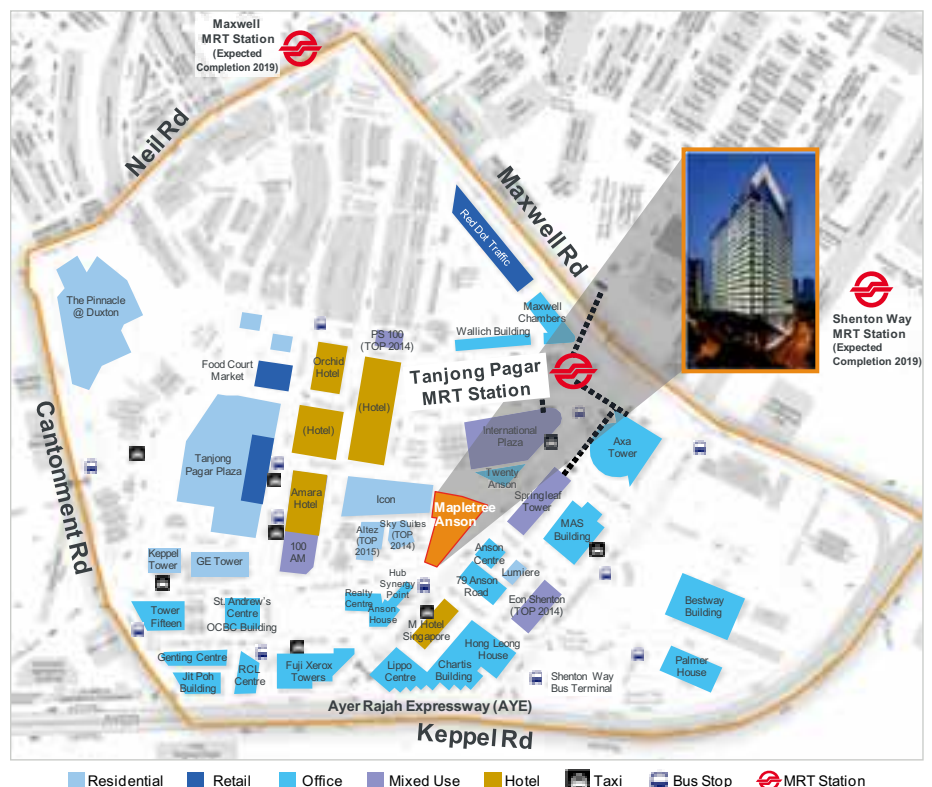 Maxwell
MRT Station
(Expected
Completion 2019)
Neil Rd
Maxwell Rd
Red Dot Traffic
The Pinnacle
@ Duxton
Maxwell
Chambers
Wallich Building
Shenton Way
MRT Station
(Expected
Completion 2019)
PS 100
(TOP 2014)
Food Court
Market
Orchid
Hotel
Tanjong Pagar
MRT Station
(Hotel)
(Hotel)
International
Plaza
Axa
Tower
Cantonment Rd
Tanjong
Pagar Plaza
Twenty
Anson
Amara
Hotel
Icon
Springleaf
Tower
Mapletree
Anson
MAS
Building
Altez
(TOP
2015)
Sky Suites
(TOP
2014)
100
AM
Anson
Centre
Keppel
Tower
GE Tower
Lumiere
Hub
Synergy
Point
79 Anson
Road
Realty
Centre
Anson
House
Eon Shenton
(TOP 2014)
Bestway
Building
Tower
Fifteen
St. Andrew's
Centre
OCBC Building
M Hotel
Singapore
Hong Leong
House
Genting Centre
Jit Poh
Building
RCL
Centre
Fuji Xerox
Towers
Lippo
Centre
Chartis
Building
Palmer
House
Shenton Way
Bus Terminal
Ayer Rajah Expressway (AYE)
Keppel Rd
Residential
Retail
Office
Mixed Use
Hotel
Taxi
Bus Stop
MRT Station